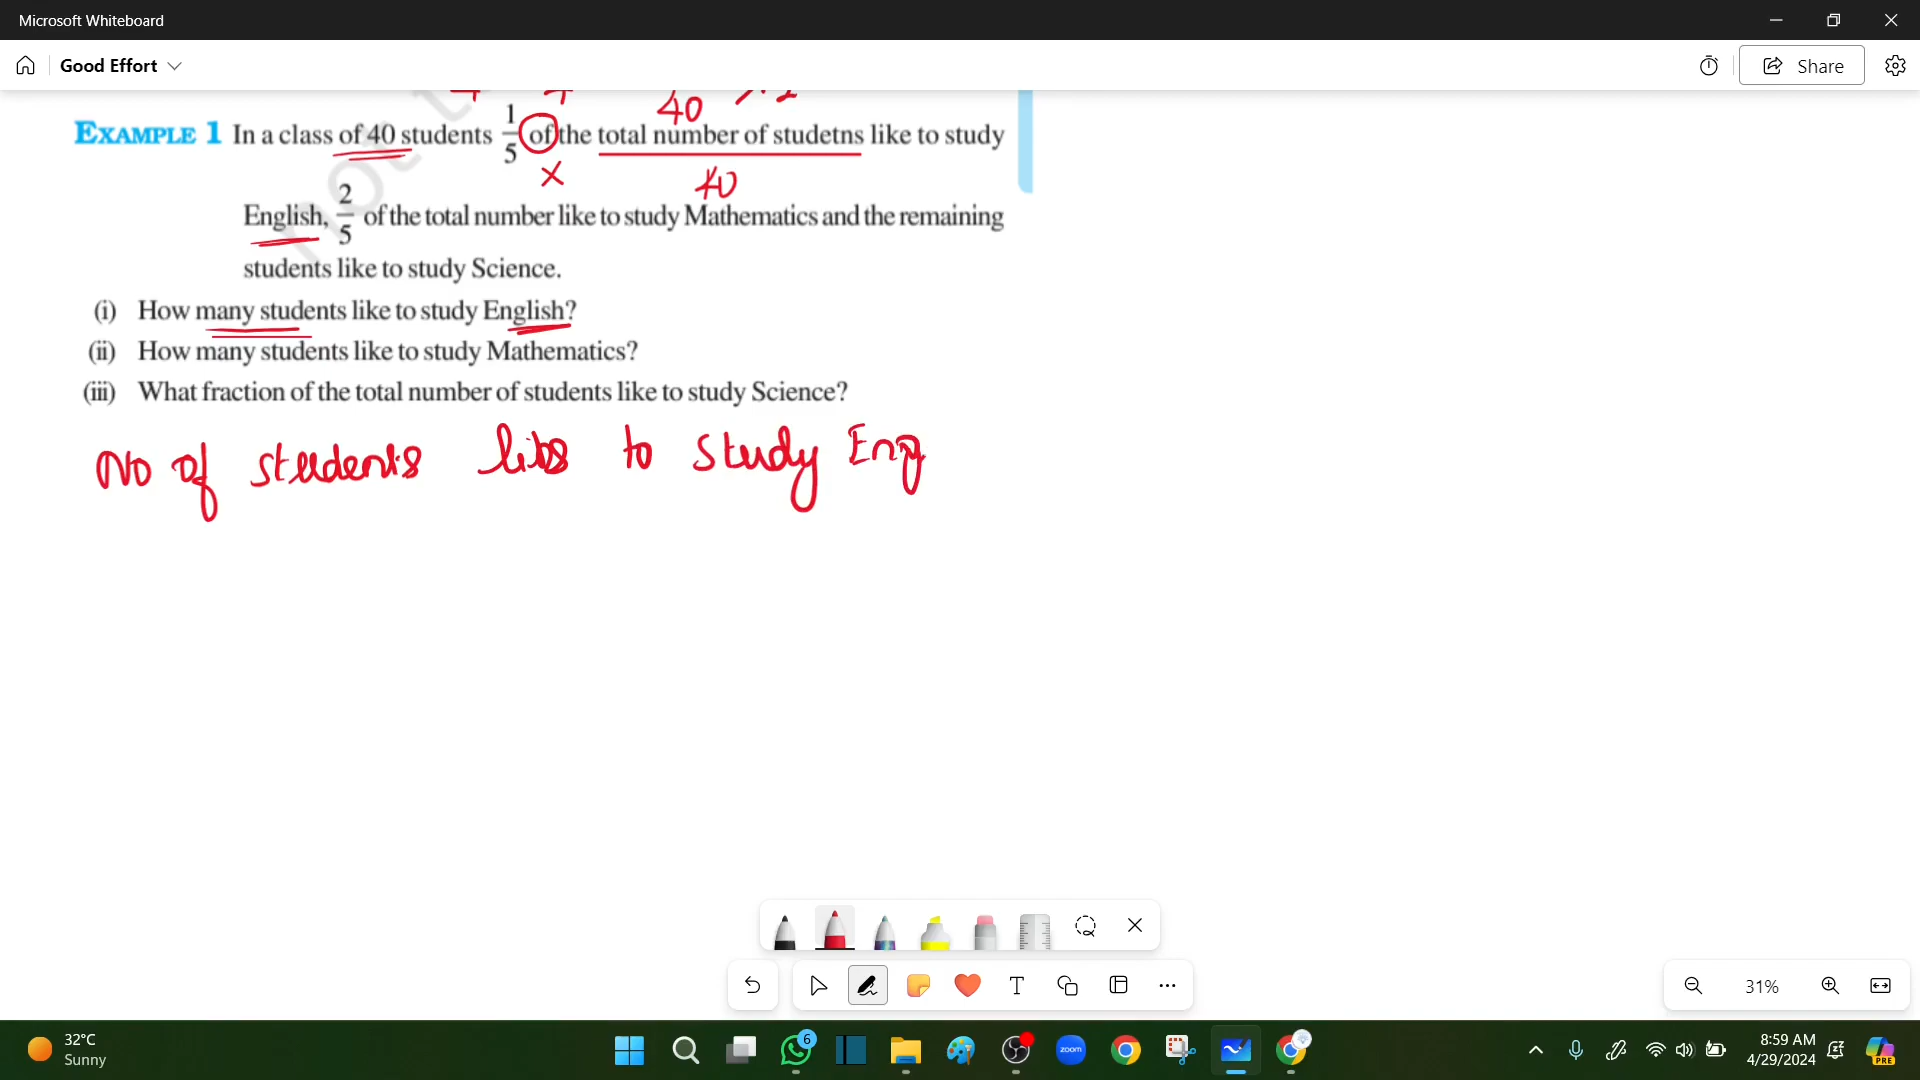 Microsoft Whiteboard
Good Effort
Share
40
EXAMPLE 1 In a class of 40 students 1/5 of the total number of studetns like to study
× 40
English, 2/5 of the total number like to study Mathematics and the remaining
students like to study Science.
(i) How many students like to study English?
(ii) How many students like to study Mathematics?
(iii) What fraction of the total number of students like to study Science?
No of students to study Eng
31%
32°C
Sunny
6
zoom
8:59 AM
4/29/2024
PRE